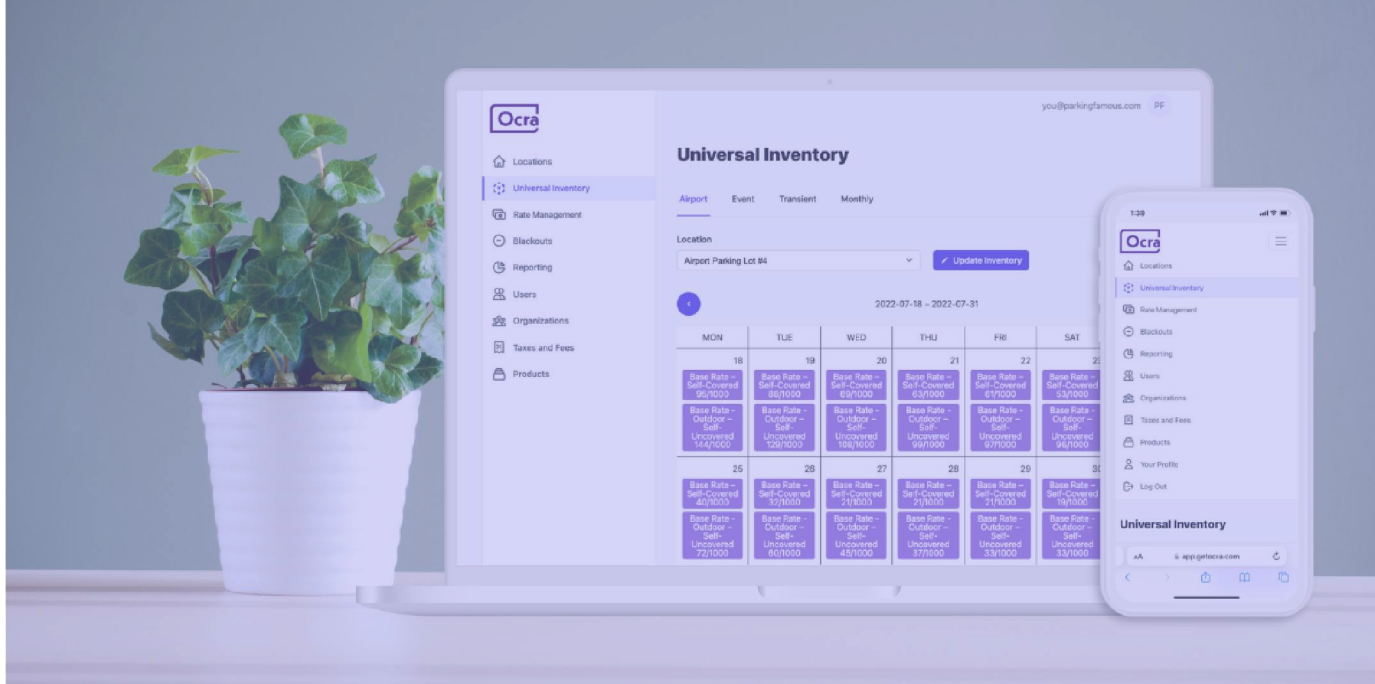 Ocra
Locations
Universal Inventory
Rate Management
Blackouts
Reporting
Users
Organizations
Taxes and Fees
Products
you@parkingfamous.com PF
Universal Inventory
Airport Event Transient Monthly
Location
Airport Parking Lot #4
Update Inventory
2022-07-18 – 2022-07-31
MON TUE WED THU FRI SAT
18 19 20 21 22
Base Rate – Base Rate – Base Rate – Base Rate – Base Rate – Base Rate –
Self-Covered Self-Covered Self-Covered Self-Covered Self-Covered Self-Covered
95/1000 88/1000 69/1000 63/1000 61/1000 53/1000
Base Rate - Base Rate - Base Rate - Base Rate - Base Rate - Base Rate -
Outdoor – Outdoor – Outdoor – Outdoor – Outdoor – Outdoor –
Self- Self- Self- Self- Self- Self-
Uncovered Uncovered Uncovered Uncovered Uncovered Uncovered
144/1000 129/1000 108/1000 99/1000 97/1000 96/1000
25 26 27 28 29
Base Rate – Base Rate – Base Rate – Base Rate – Base Rate – Base Rate –
Self-Covered Self-Covered Self-Covered Self-Covered Self-Covered Self-Covered
40/1000 32/1000 21/1000 21/1000 21/1000 19/1000
Base Rate - Base Rate - Base Rate - Base Rate - Base Rate - Base Rate -
Outdoor – Outdoor – Outdoor – Outdoor – Outdoor – Outdoor –
Self- Self- Self- Self- Self- Self-
Uncovered Uncovered Uncovered Uncovered Uncovered Uncovered
72/1000 60/1000 45/1000 37/1000 33/1000 33/1000
1:39
Ocra
Locations
Universal Inventory
Rate Management
Blackouts
Reporting
Users
Organizations
Taxes and Fees
Products
Your Profile
Log Out
Universal Inventory
AA app.getocra.com